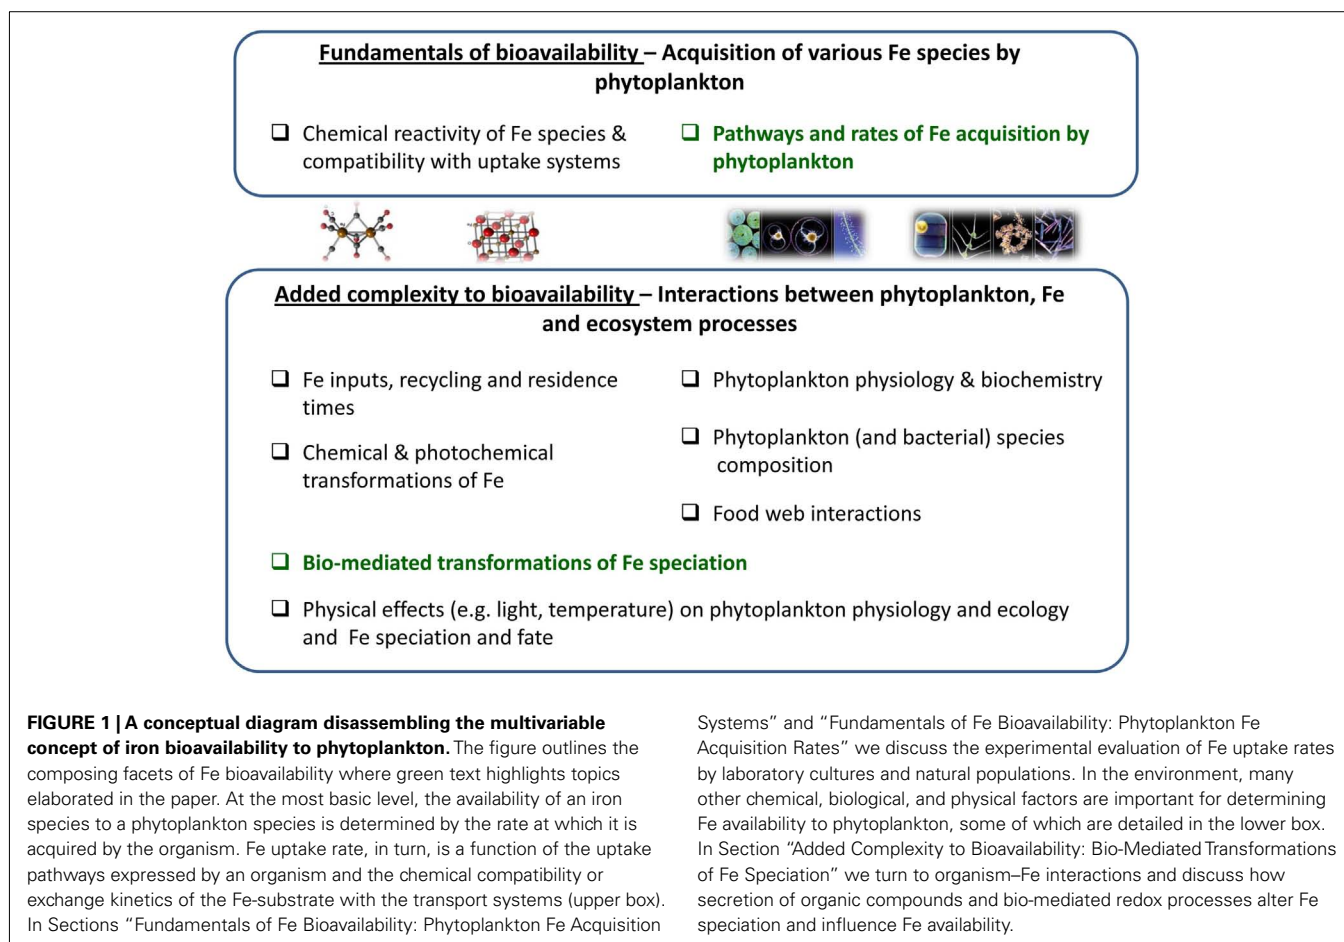 Fundamentals of bioavailability – Acquisition of various Fe species by
phytoplankton
❑ Chemical reactivity of Fe species &
compatibility with uptake systems
❑ Pathways and rates of Fe acquisition by
phytoplankton
Added complexity to bioavailability – Interactions between phytoplankton, Fe
and ecosystem processes
❑ Fe inputs, recycling and residence
times
❑ Chemical & photochemical
transformations of Fe
❑ Phytoplankton physiology & biochemistry
❑ Phytoplankton (and bacterial) species
composition
❑ Food web interactions
❑ Bio-mediated transformations of Fe speciation
❑ Physical effects (e.g. light, temperature) on phytoplankton physiology and ecology
and Fe speciation and fate
FIGURE 1 | A conceptual diagram disassembling the multivariable
concept of iron bioavailability to phytoplankton. The figure outlines the
composing facets of Fe bioavailability where green text highlights topics
elaborated in the paper. At the most basic level, the availability of an iron
species to a phytoplankton species is determined by the rate at which it is
acquired by the organism. Fe uptake rate, in turn, is a function of the uptake
pathways expressed by an organism and the chemical compatibility or
exchange kinetics of the Fe-substrate with the transport systems (upper box).
In Sections “Fundamentals of Fe Bioavailability: Phytoplankton Fe Acquisition
Systems” and “Fundamentals of Fe Bioavailability: Phytoplankton Fe
Acquisition Rates” we discuss the experimental evaluation of Fe uptake rates
by laboratory cultures and natural populations. In the environment, many
other chemical, biological, and physical factors are important for determining
Fe availability to phytoplankton, some of which are detailed in the lower box.
In Section “Added Complexity to Bioavailability: Bio-Mediated Transformations
of Fe Speciation” we turn to organism–Fe interactions and discuss how
secretion of organic compounds and bio-mediated redox processes alter Fe
speciation and influence Fe availability.